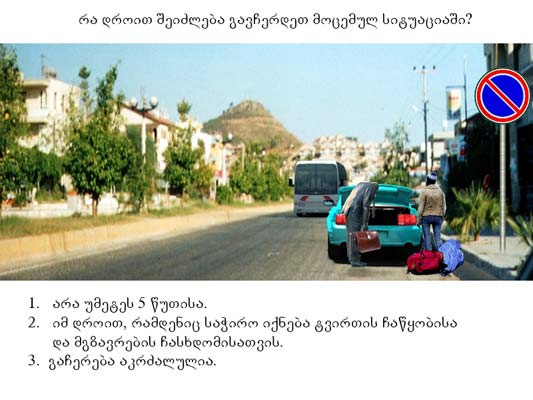 რა დროით შეიძლება გავჩერდეთ მოცემულ სიტუაციაში?
1. არა უმეტეს 5 წუთისა.
2. იმ დროით, რამდენიც საჭირო იქნება ტვირთის ჩაწყობისა
და მგზავრების ჩასხდომისათვის.
3. გაჩერება აკრძალულია.